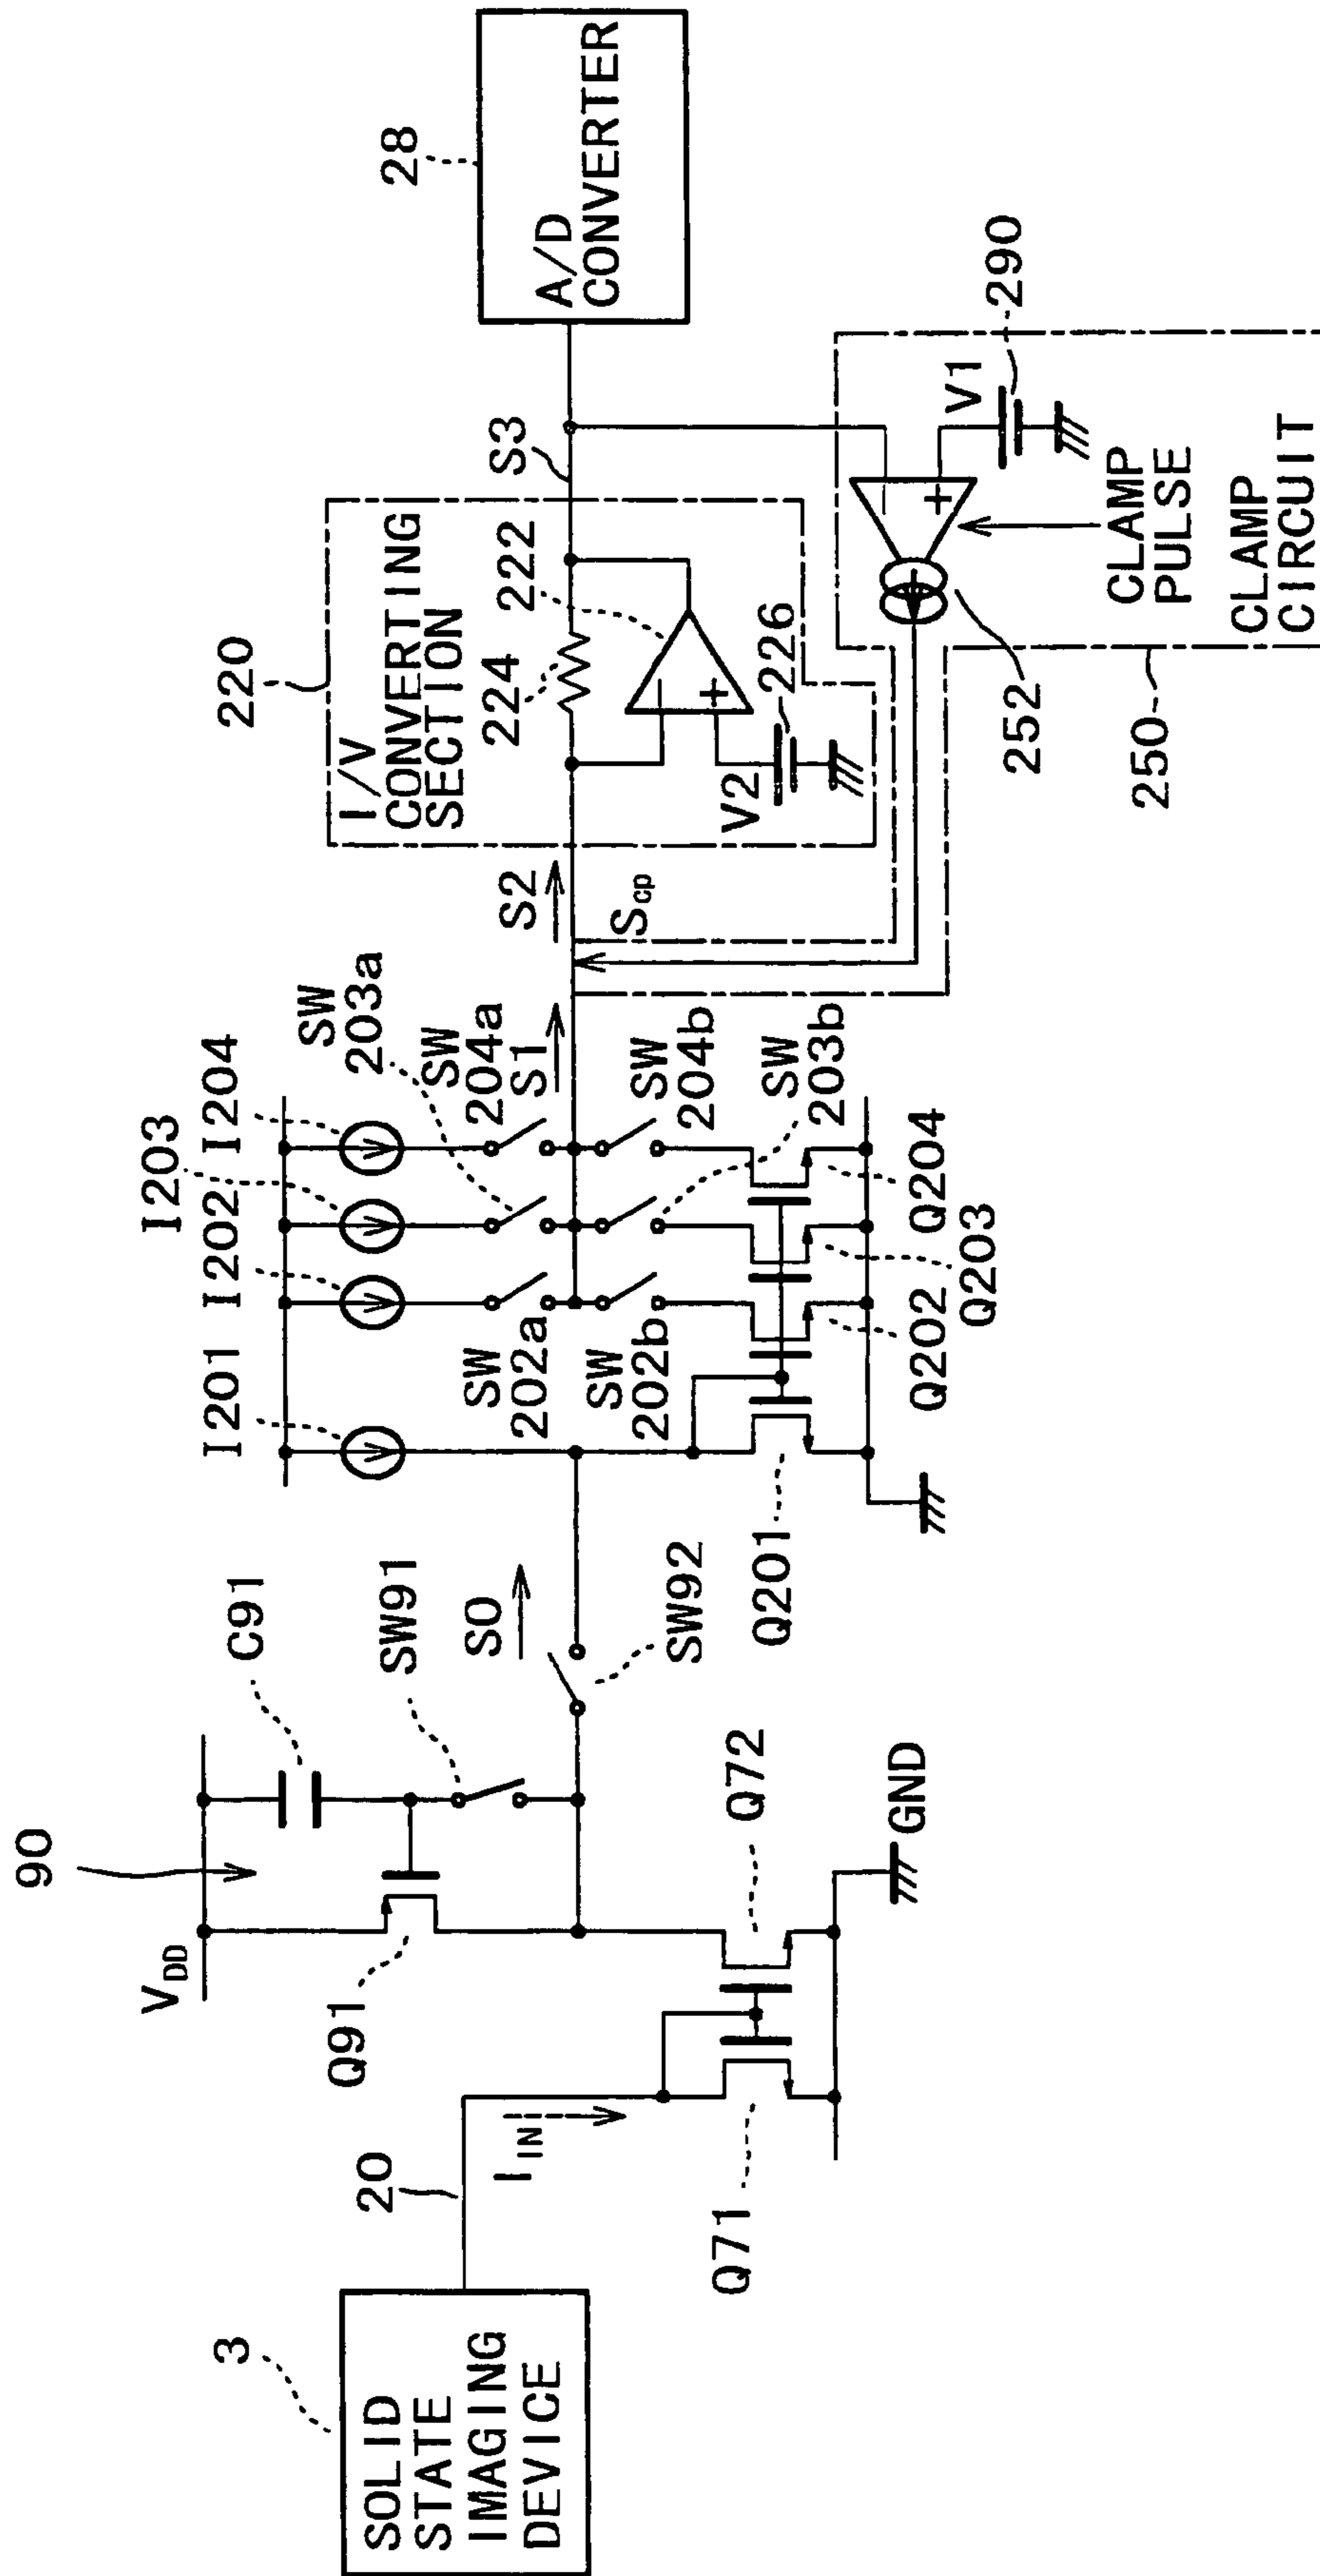 3
SOLID
STATE
IMAGING
DEVICE
20
I IN
Q71
Q72
GND
V DD
90
Q91
C91
SW91
S0
SW92
I201
I202
I203
I204
SW
202a
SW
203a
SW
204a
SW
202b
SW
203b
SW
204b
Q201
Q202
Q203
Q204
S1
S2
Scp
220
I/V
CONVERTING
SECTION
224
222
−
+
V2
226
S3
28
A/D
CONVERTER
−
+
V1
290
252
CLAMP
PULSE
250
CLAMP
CIRCUIT